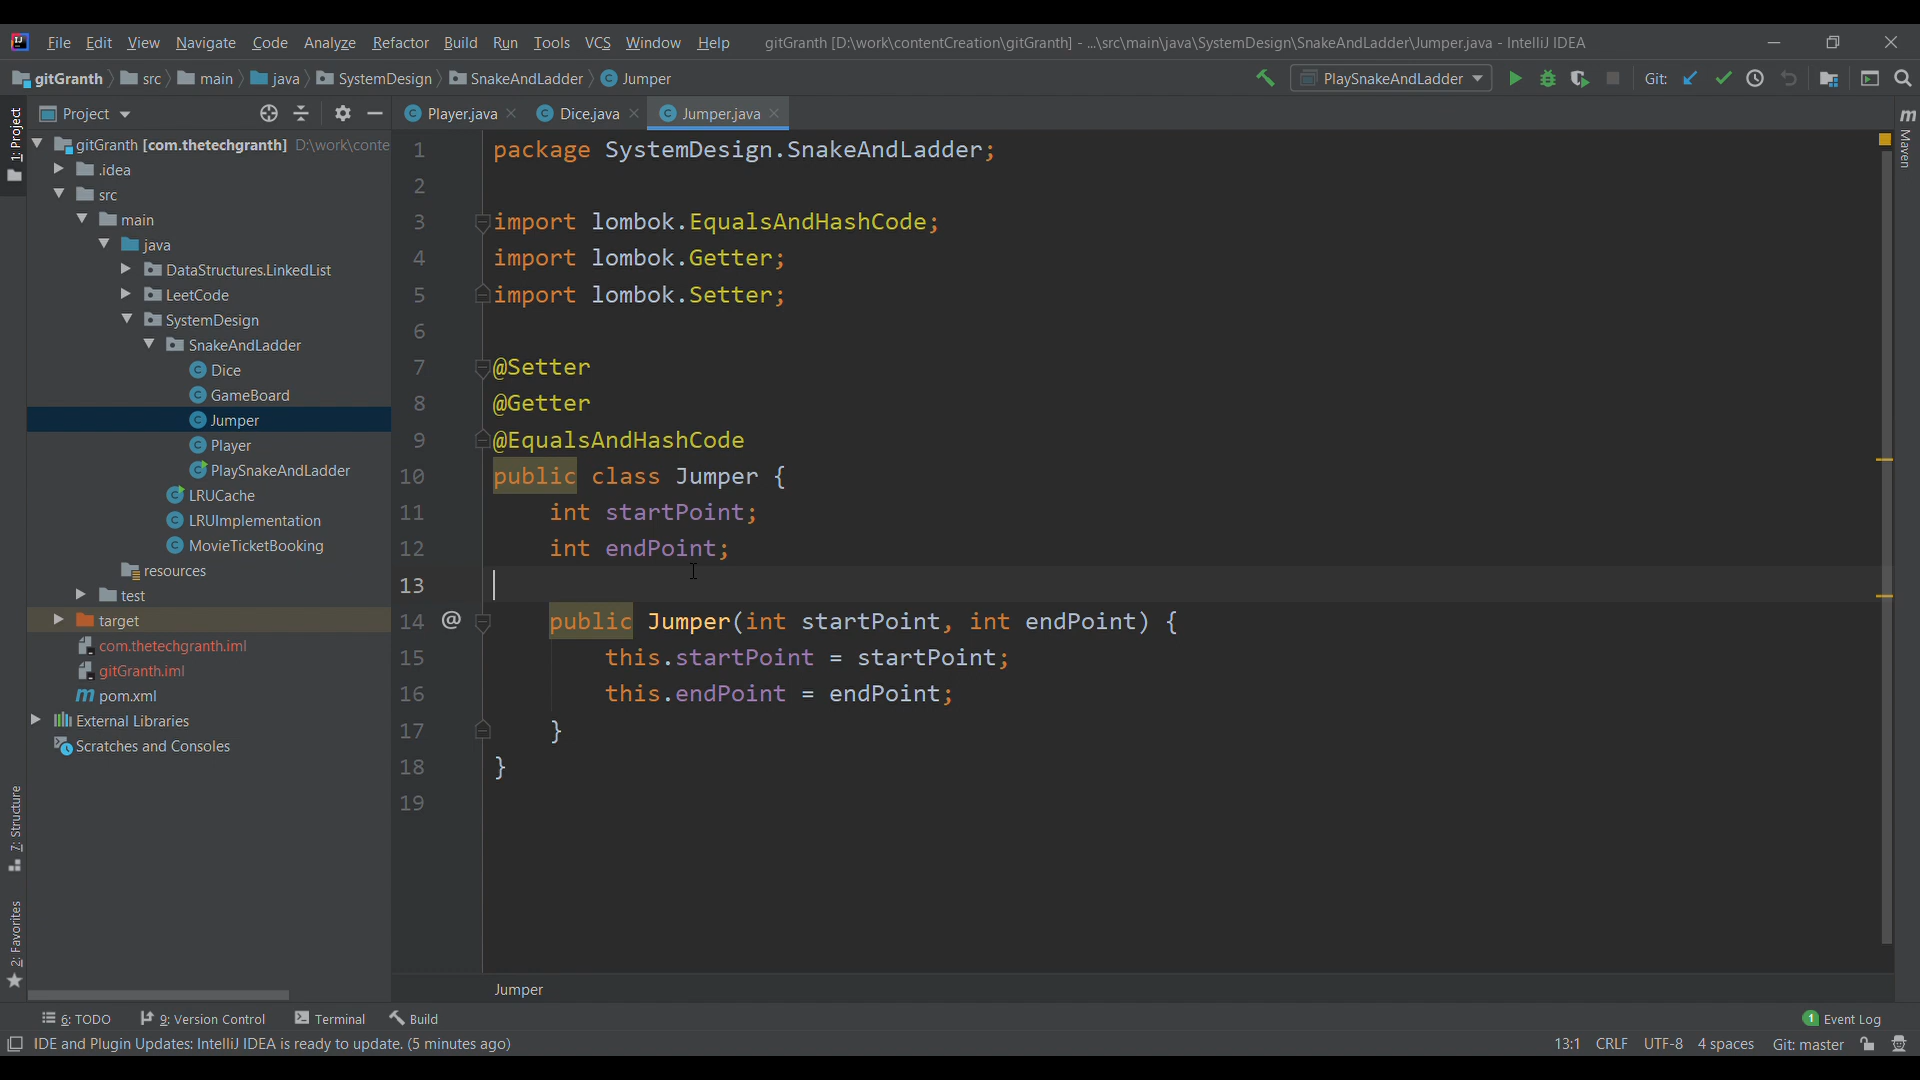 File Edit View Navigate Code Analyze Refactor Build Run Tools VCS Window Help gitGranth [D:\work\contentCreation\gitGranth] - ...\src\main\java\SystemDesign\SnakeAndLadder\Jumper.java - IntelliJ IDEA
gitGranth src main java SystemDesign SnakeAndLadder Jumper PlaySnakeAndLadder Git:
Project Player.java Dice.java Jumper.java
1: Project
7: Structure
2: Favorites
Maven
gitGranth [com.thetechgranth] D:\work\conte
.idea
src
main
java
DataStructures.LinkedList
LeetCode
SystemDesign
SnakeAndLadder
Dice
GameBoard
Jumper
Player
PlaySnakeAndLadder
LRUCache
LRUImplementation
MovieTicketBooking
resources
test
target
com.thetechgranth.iml
gitGranth.iml
pom.xml
External Libraries
Scratches and Consoles
1 package SystemDesign.SnakeAndLadder;
2
3 import lombok.EqualsAndHashCode;
4 import lombok.Getter;
5 import lombok.Setter;
6
7 @Setter
8 @Getter
9 @EqualsAndHashCode
10 public class Jumper {
11 int startPoint;
12 int endPoint;
13
14 @ public Jumper(int startPoint, int endPoint) {
15 this.startPoint = startPoint;
16 this.endPoint = endPoint;
17 }
18 }
19
Jumper
6: TODO 9: Version Control Terminal Build 1 Event Log
IDE and Plugin Updates: IntelliJ IDEA is ready to update. (5 minutes ago) 13:1 CRLF UTF-8 4 spaces Git: master